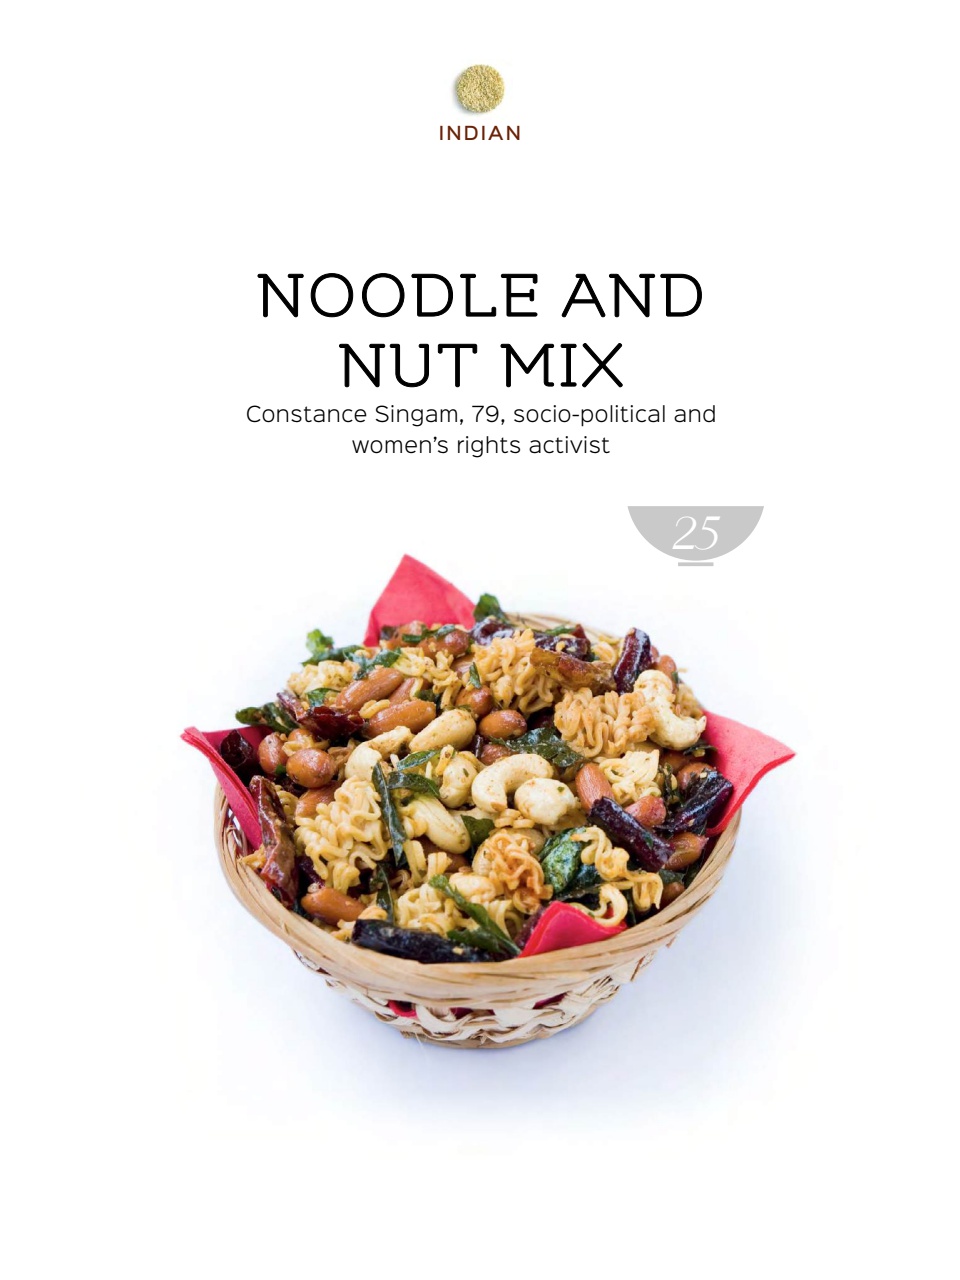 INDIAN
NOODLE AND
NUT MIX
Constance Singam, 79, socio-political and
women’s rights activist
25